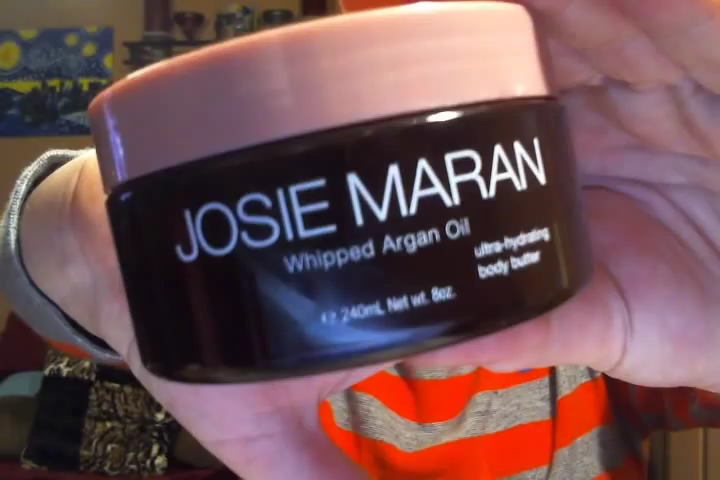 JOSIE MARAN
Whipped Argan Oil
ultra-hydrating
body butter
240mL Net wt. 8oz.